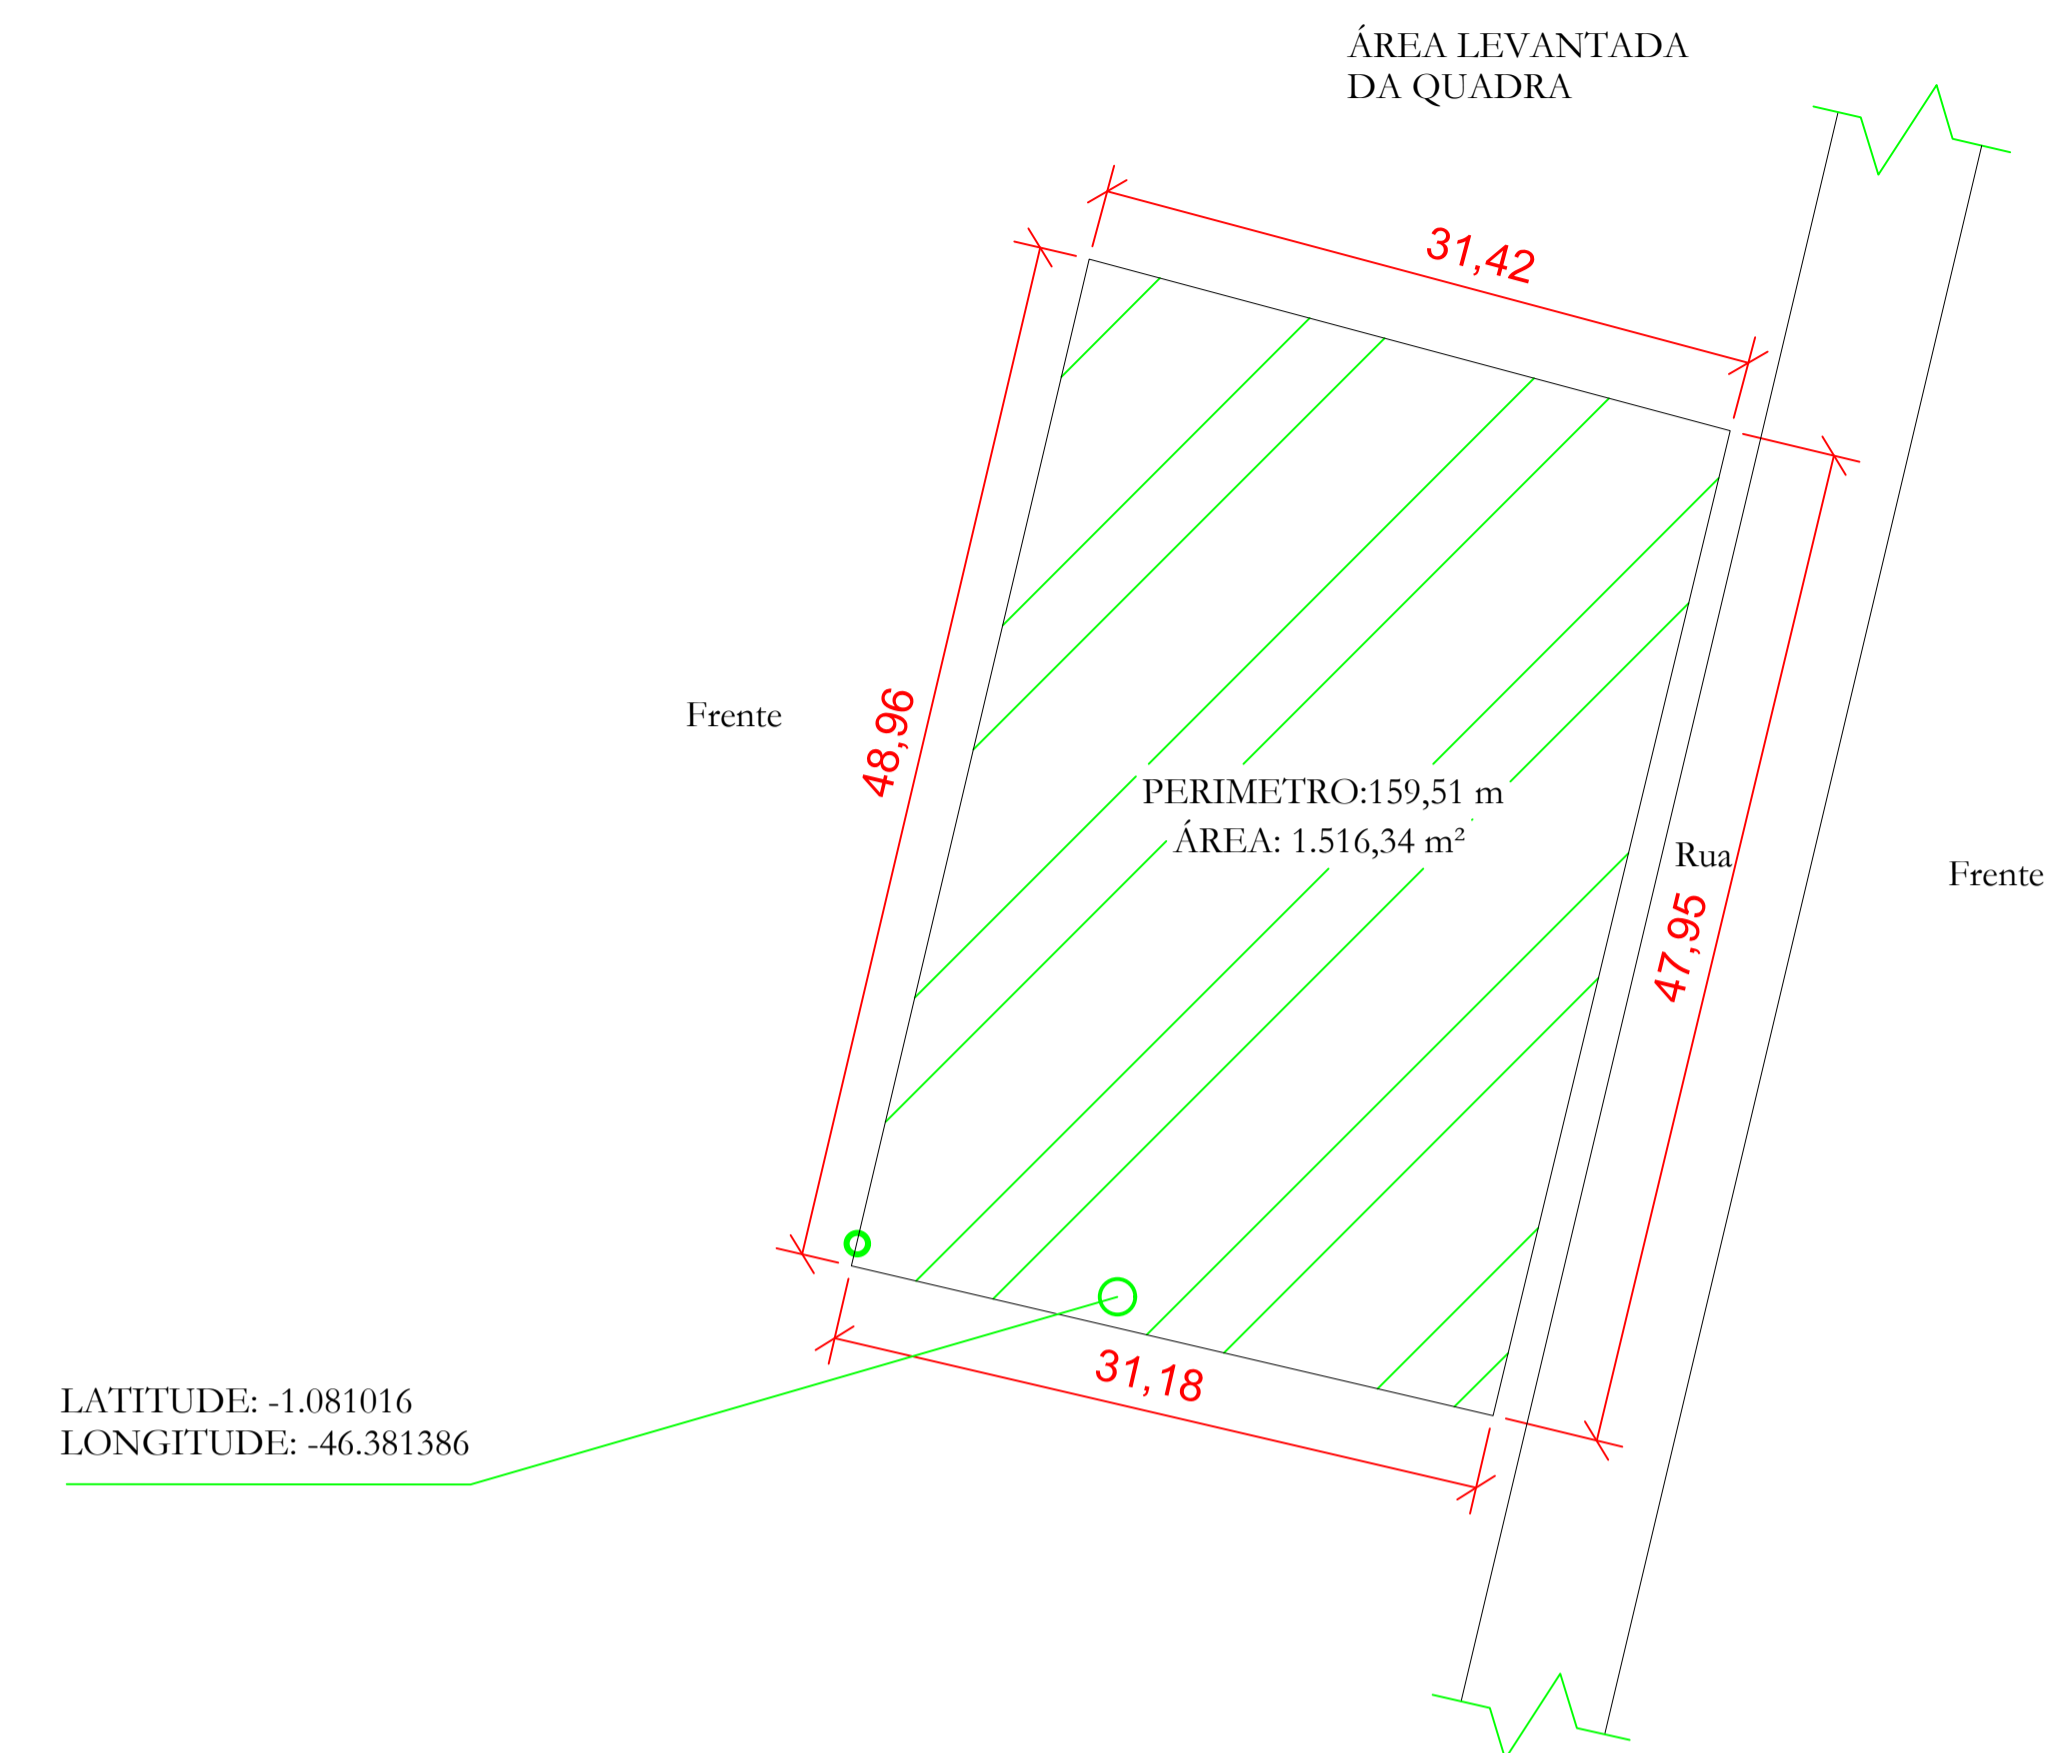 ÁREA LEVANTADA
DA QUADRA
31,42
48,96
Frente
PERIMETRO:159,51 m
ÁREA: 1.516,34 m²
Rua
Frente
47,95
31,18
LATITUDE: -1.081016
LONGITUDE: -46.381386